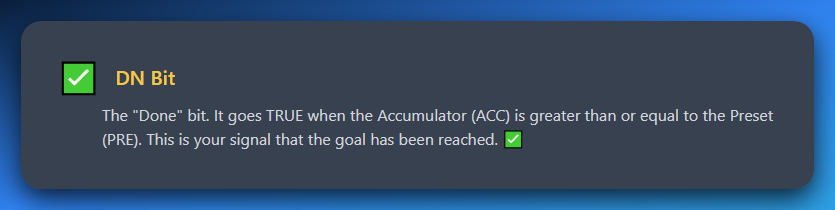 DN Bit
The "Done" bit. It goes TRUE when the Accumulator (ACC) is greater than or equal to the Preset
(PRE). This is your signal that the goal has been reached. ✅